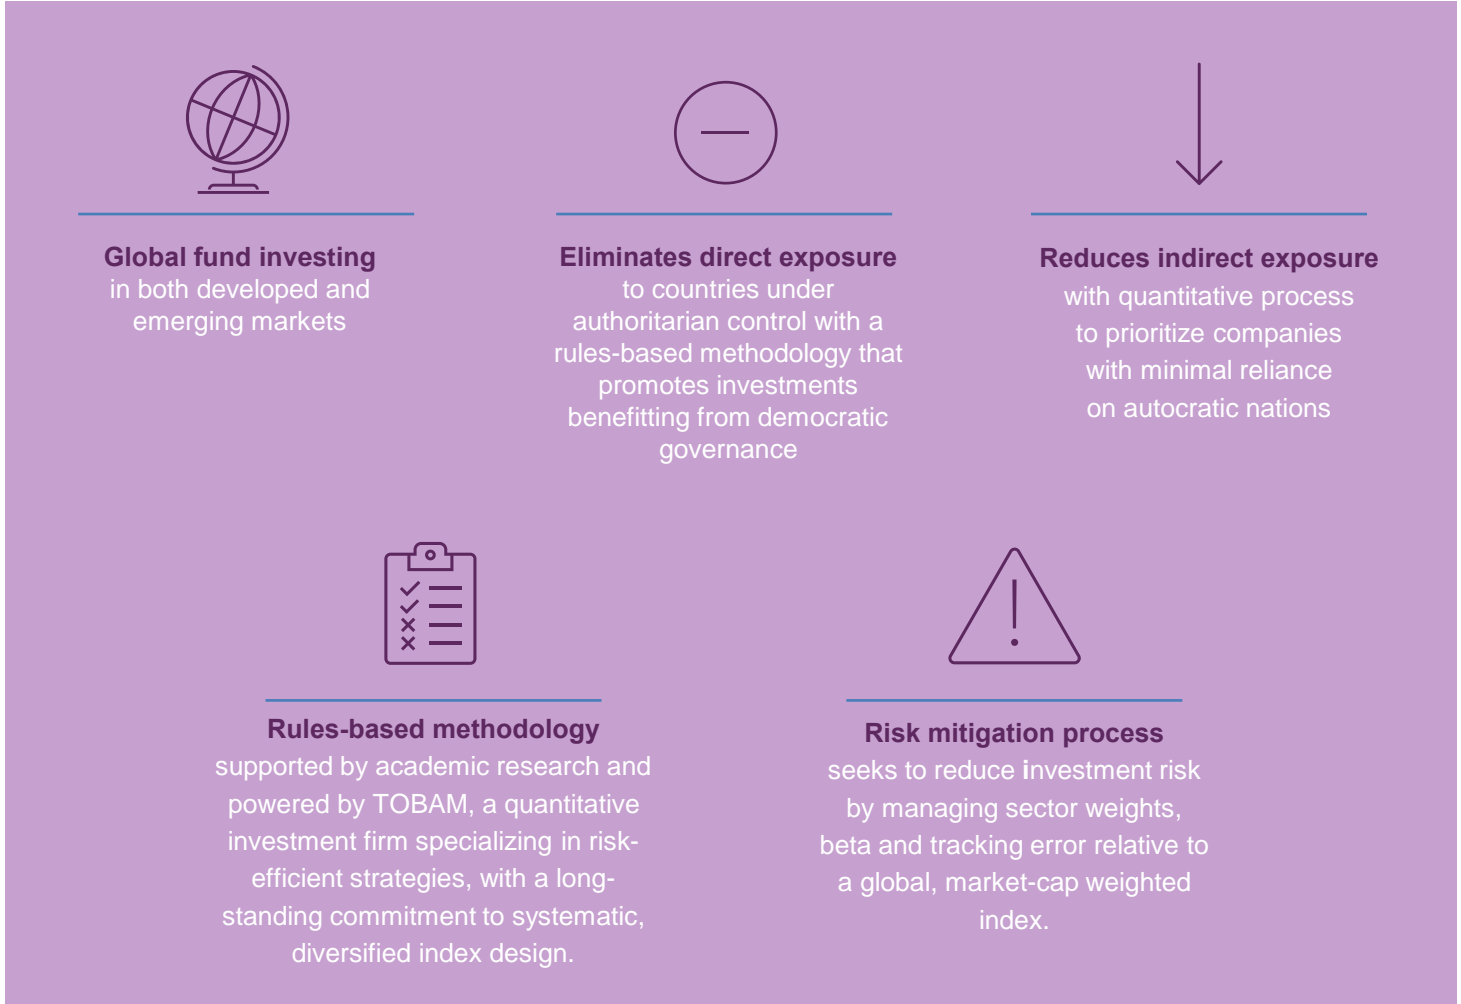 Global fund investing
in both developed and
emerging markets
Eliminates direct exposure
to countries under
authoritarian control with a
rules-based methodology that
promotes investments
benefitting from democratic
governance
Reduces indirect exposure
with quantitative process
to prioritize companies
with minimal reliance
on autocratic nations
Rules-based methodology
supported by academic research and
powered by TOBAM, a quantitative
investment firm specializing in risk-
efficient strategies, with a long-
standing commitment to systematic,
diversified index design.
Risk mitigation process
seeks to reduce investment risk
by managing sector weights,
beta and tracking error relative to
a global, market-cap weighted
index.